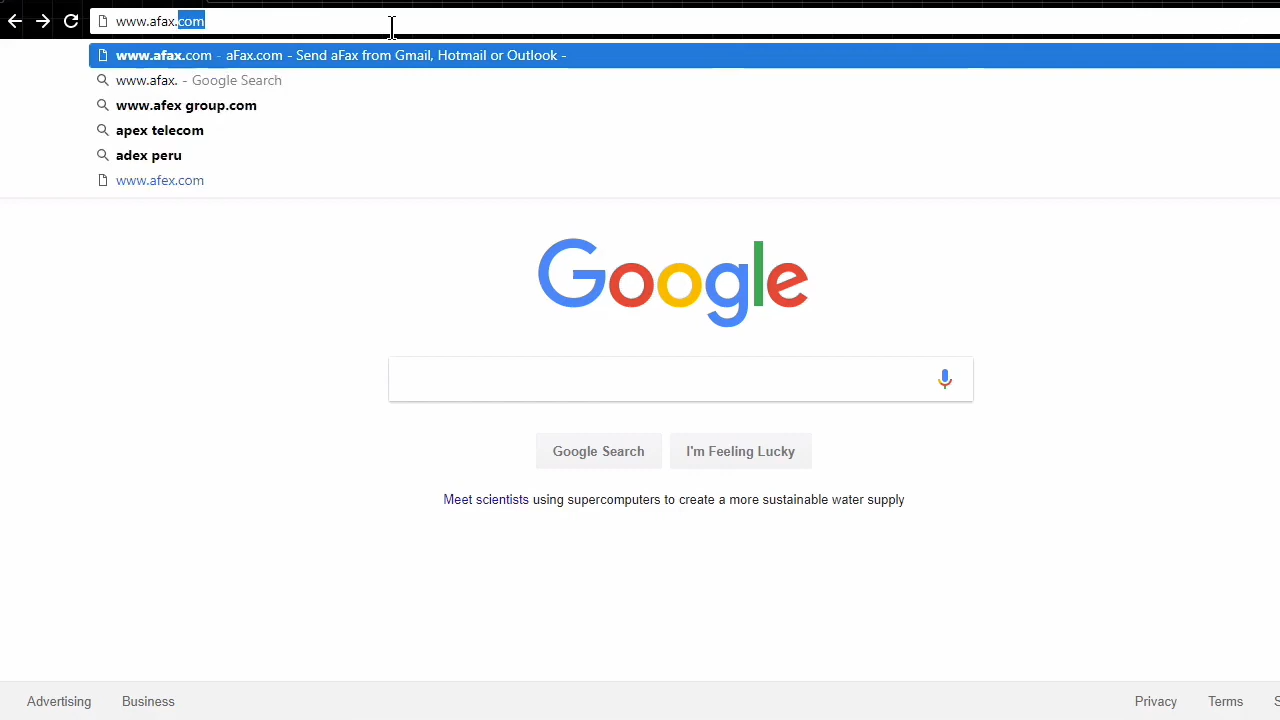 www.afax.com
www.afax.com - aFax.com - Send aFax from Gmail, Hotmail or Outlook -
www.afax. - Google Search
www.afex group.com
apex telecom
adex peru
www.afex.com
Google
Google Search I'm Feeling Lucky
Meet scientists using supercomputers to create a more sustainable water supply
Advertising Business Privacy Terms S